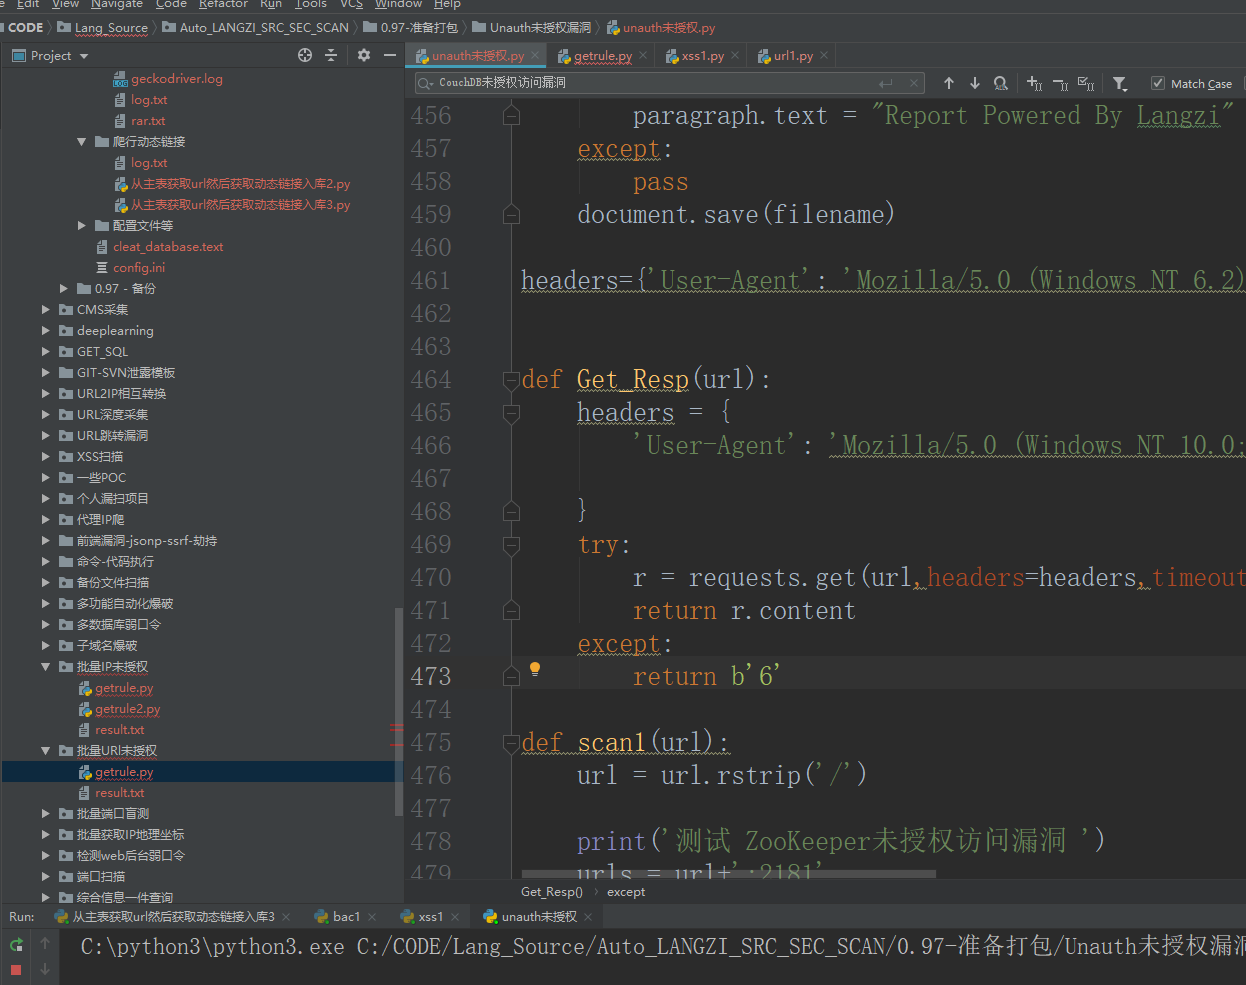 Edit View Navigate Code Refactor Run Tools VCS Window Help
CODE Lang_Source Auto_LANGZI_SRC_SEC_SCAN 0.97-准备打包 Unauth未授权漏洞 unauth未授权.py
Project
unauth未授权.py getrule.py xss1.py url1.py
CouchDB未授权访问漏洞 Match Case
geckodriver.log
log.txt
rar.txt
爬行动态链接
log.txt
从主表获取url然后获取动态链接入库2.py
从主表获取url然后获取动态链接入库3.py
配置文件等
cleat_database.text
config.ini
0.97 - 备份
CMS采集
deeplearning
GET_SQL
GIT-SVN泄露模板
URL2IP相互转换
URL深度采集
URL跳转漏洞
XSS扫描
一些POC
个人漏扫项目
代理IP爬
前端漏洞-jsonp-ssrf-劫持
命令-代码执行
备份文件扫描
多功能自动化爆破
多数据库弱口令
子域名爆破
批量IP未授权
getrule.py
getrule2.py
result.txt
批量URl未授权
getrule.py
result.txt
批量端口盲测
批量获取IP地理坐标
检测web后台弱口令
端口扫描
综合信息一件查询
456 paragraph.text = "Report Powered By Langzi"
457 except:
458 pass
459 document.save(filename)
460
461 headers={'User-Agent': 'Mozilla/5.0 (Windows NT 6.2)
462
463
464 def Get_Resp(url):
465 headers = {
466 'User-Agent': 'Mozilla/5.0 (Windows NT 10.0;
467
468 }
469 try:
470 r = requests.get(url,headers=headers,timeout
471 return r.content
472 except:
473 return b'6'
474
475 def scan1(url):
476 url = url.rstrip('/')
477
478 print('测试 ZooKeeper未授权访问漏洞 ')
479 urls = url+':2181'
Get_Resp() except
Run: 从主表获取url然后获取动态链接入库3 bac1 xss1 unauth未授权
C:\python3\python3.exe C:/CODE/Lang_Source/Auto_LANGZI_SRC_SEC_SCAN/0.97-准备打包/Unauth未授权漏洞